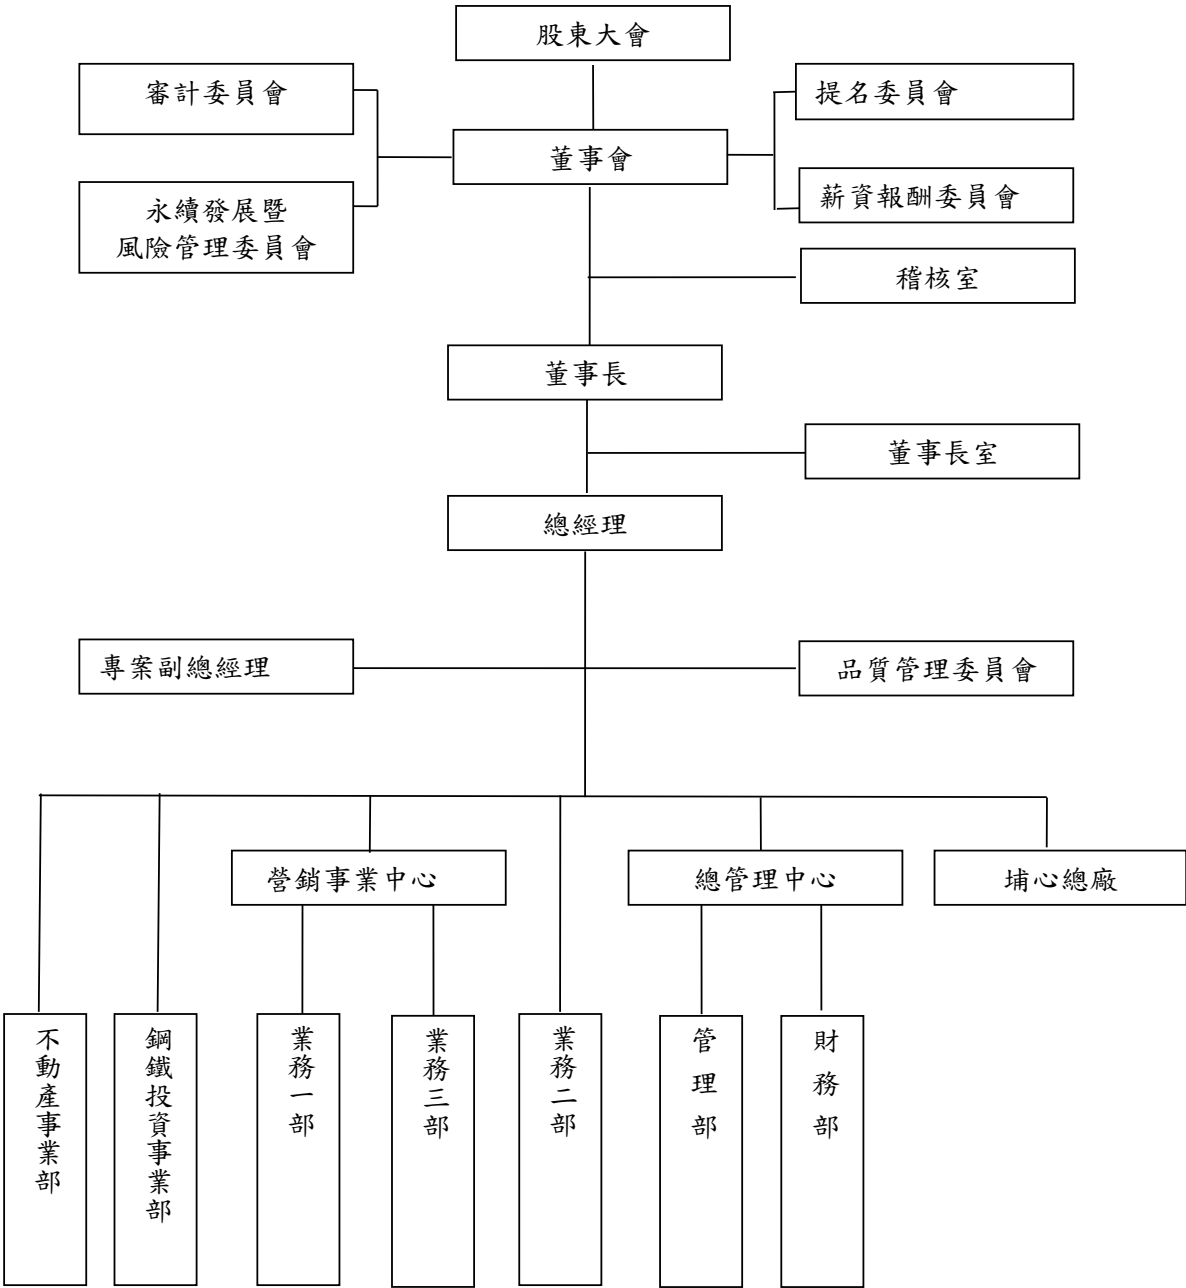 股東大會
審計委員會
提名委員會
董事會
永續發展暨
風險管理委員會
薪資報酬委員會
稽核室
董事長
董事長室
總經理
專案副總經理
品質管理委員會
營銷事業中心
總管理中心
埔心總廠
不動產事業部
鋼鐵投資事業部
業務一部
業務三部
業務二部
管理部
財務部